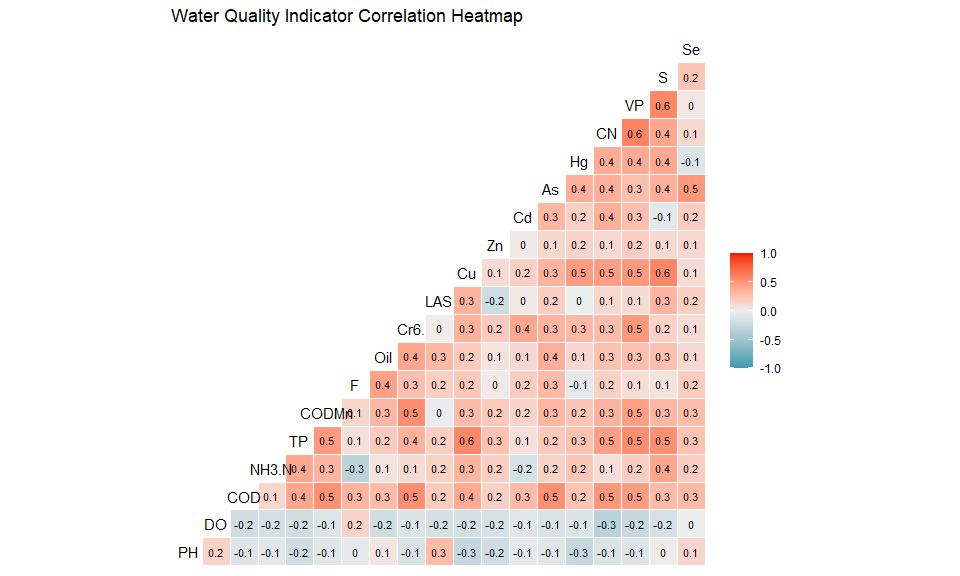 Water Quality Indicator Correlation Heatmap
Se
S 0.2
VP 0.6 0
CN 0.6 0.4 0.1
Hg 0.4 0.4 0.4 -0.1
As 0.4 0.4 0.3 0.4 0.5
Cd 0.3 0.2 0.4 0.3 -0.1 0.2
Zn 0 0.1 0.2 0.1 0.2 0.1 0.1
Cu 0.1 0.2 0.3 0.5 0.5 0.5 0.6 0.1
LAS 0.3 -0.2 0 0.2 0 0.1 0.1 0.3 0.2
Cr6. 0 0.3 0.2 0.4 0.3 0.3 0.3 0.5 0.2 0.1
Oil 0.4 0.3 0.2 0.1 0.1 0.4 0.1 0.3 0.3 0.3 0.1
F 0.4 0.3 0.2 0.2 0 0.2 0.3 -0.1 0.2 0.1 0.1 0.2
CODMn 0.1 0.3 0.5 0 0.3 0.2 0.2 0.2 0.3 0.2 0.3 0.5 0.3 0.3
TP 0.5 0.1 0.2 0.4 0.2 0.6 0.3 0.1 0.2 0.3 0.5 0.5 0.5 0.3
NH3.N 0.4 0.3 -0.3 0.1 0.1 0.2 0.3 0.2 -0.2 0.2 0.2 0.1 0.2 0.4 0.2
COD 0.1 0.4 0.5 0.3 0.3 0.5 0.2 0.4 0.2 0.3 0.5 0.2 0.5 0.5 0.3 0.3
DO -0.2 -0.2 -0.2 -0.1 0.2 -0.2 -0.1 -0.2 -0.2 -0.2 -0.1 -0.1 -0.1 -0.3 -0.2 -0.2 0
PH 0.2 -0.1 -0.1 -0.2 -0.1 0 0.1 -0.1 0.3 -0.3 -0.2 -0.1 -0.1 -0.3 -0.1 -0.1 0 0.1
1.0
0.5
0.0
-0.5
-1.0